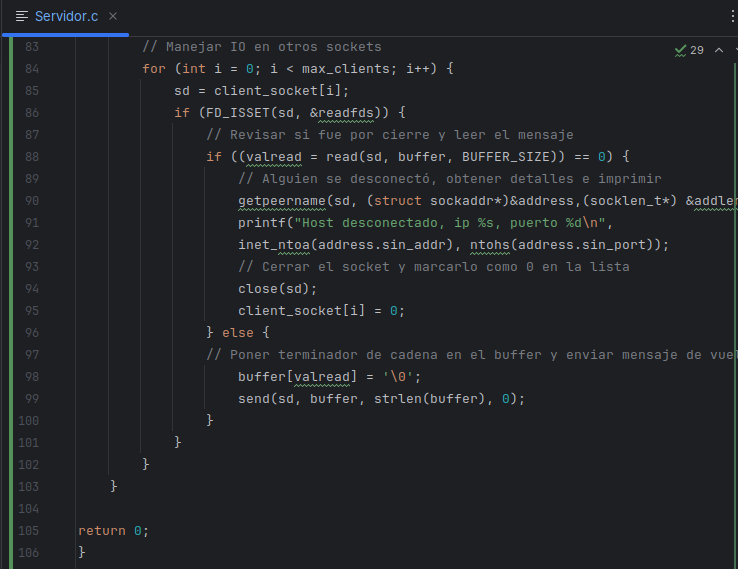 Servidor.c ×
29
83 // Manejar IO en otros sockets
84 for (int i = 0; i < max_clients; i++) {
85 sd = client_socket[i];
86 if (FD_ISSET(sd, &readfds)) {
87 // Revisar si fue por cierre y leer el mensaje
88 if ((valread = read(sd, buffer, BUFFER_SIZE)) == 0) {
89 // Alguien se desconectó, obtener detalles e imprimir
90 getpeername(sd, (struct sockaddr*)&address,(socklen_t*) &addlen
91 printf("Host desconectado, ip %s, puerto %d\n",
92 inet_ntoa(address.sin_addr), ntohs(address.sin_port));
93 // Cerrar el socket y marcarlo como 0 en la lista
94 close(sd);
95 client_socket[i] = 0;
96 } else {
97 // Poner terminador de cadena en el buffer y enviar mensaje de vuel
98 buffer[valread] = '\0';
99 send(sd, buffer, strlen(buffer), 0);
100 }
101 }
102 }
103 }
104
105 return 0;
106 }